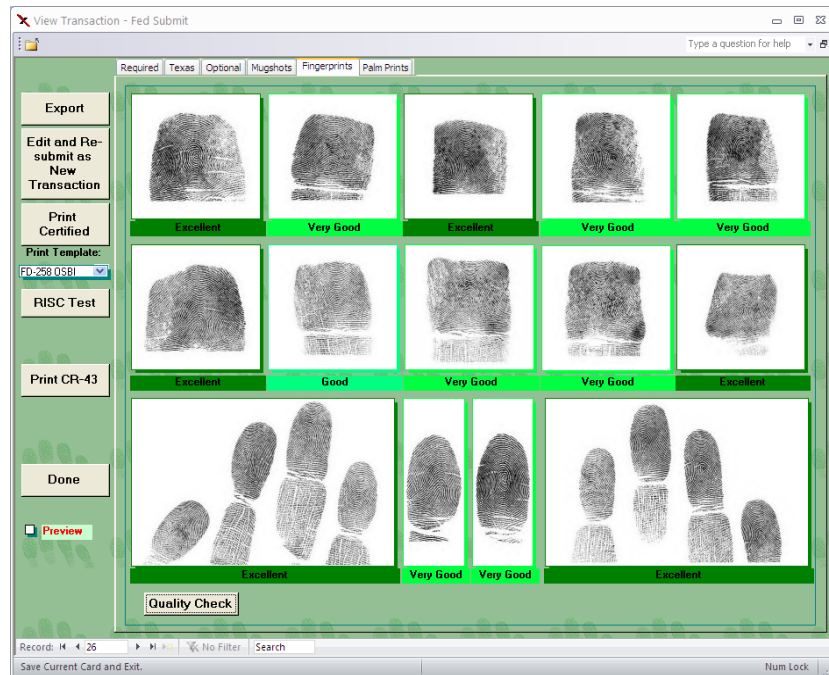 View Transaction - Fed Submit
Type a question for help
Required Texas Optional Mugshots Fingerprints Palm Prints
Export
Edit and Re-
submit as
New
Transaction
Print
Certified
Print Template:
FD-258 OSBI
RISC Test
Print CR-43
Done
Preview
Excellent Very Good Excellent Very Good Very Good
Excellent Good Very Good Very Good Excellent
Excellent Very Good Very Good Excellent
Quality Check
Record: 26 No Filter Search
Save Current Card and Exit. Num Lock